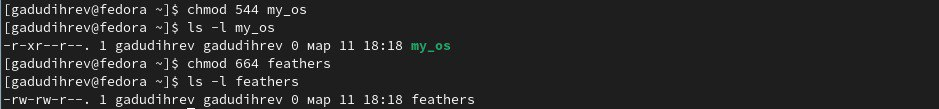 [gadudihrev@fedora ~]$ chmod 544 my_os
[gadudihrev@fedora ~]$ ls -l my_os
-r-xr--r--. 1 gadudihrev gadudihrev 0 мар 11 18:18 my_os
[gadudihrev@fedora ~]$ chmod 664 feathers
[gadudihrev@fedora ~]$ ls -l feathers
-rw-rw-r--. 1 gadudihrev gadudihrev 0 мар 11 18:18 feathers